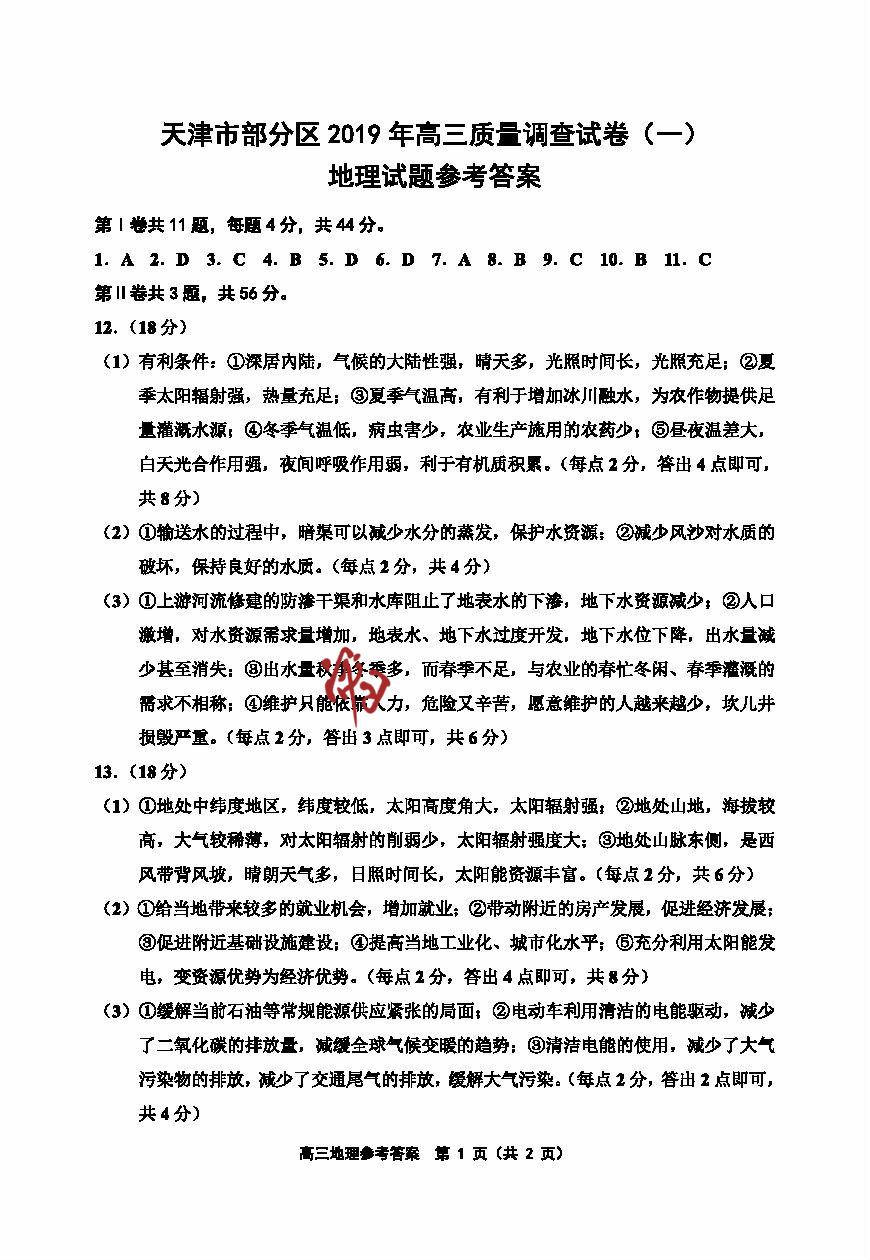 天津市部分区 2019 年高三质量调查试卷（一）
地理试题参考答案
第Ⅰ卷共 11 题，每题 4 分，共 44 分。
1．A 2．D 3．C 4．B 5．D 6．D 7．A 8．B 9．C 10．B 11．C
第Ⅱ卷共 3 题，共 56 分。
12.（18 分）
（1）有利条件：①深居内陆，气候的大陆性强，晴天多，光照时间长，光照充足；②夏
季太阳辐射强，热量充足；③夏季气温高，有利于增加冰川融水，为农作物提供足
量灌溉水源；④冬季气温低，病虫害少，农业生产施用的农药少；⑤昼夜温差大，
白天光合作用强，夜间呼吸作用弱，利于有机质积累。（每点 2 分，答出 4 点即可，
共 8 分）
（2）①输送水的过程中，暗渠可以减少水分的蒸发，保护水资源；②减少风沙对水质的
破坏，保持良好的水质。（每点 2 分，共 4 分）
（3）①上游河流修建的防渗干渠和水库阻止了地表水的下渗，地下水资源减少；②人口
激增，对水资源需求量增加，地表水、地下水过度开发，地下水位下降，出水量减
少甚至消失；③出水量秋季冬季多，而春季不足，与农业的春忙冬闲、春季灌溉的
需求不相称；④维护只能依靠人力，危险又辛苦，愿意维护的人越来越少，坎儿井
损毁严重。（每点 2 分，答出 3 点即可，共 6 分）
13.（18 分）
（1）①地处中纬度地区，纬度较低，太阳高度角大，太阳辐射强；②地处山地，海拔较
高，大气较稀薄，对太阳辐射的削弱少，太阳辐射强度大；③地处山脉东侧，是西
风带背风坡，晴朗天气多，日照时间长，太阳能资源丰富。（每点 2 分，共 6 分）
（2）①给当地带来较多的就业机会，增加就业；②带动附近的房产发展，促进经济发展；
③促进附近基础设施建设；④提高当地工业化、城市化水平；⑤充分利用太阳能发
电，变资源优势为经济优势。（每点 2 分，答出 4 点即可，共 8 分）
（3）①缓解当前石油等常规能源供应紧张的局面；②电动车利用清洁的电能驱动，减少
了二氧化碳的排放量，减缓全球气候变暖的趋势；③清洁电能的使用，减少了大气
污染物的排放，减少了交通尾气的排放，缓解大气污染。（每点 2 分，答出 2 点即可，
共 4 分）
高三地理参考答案 第 1 页（共 2 页）